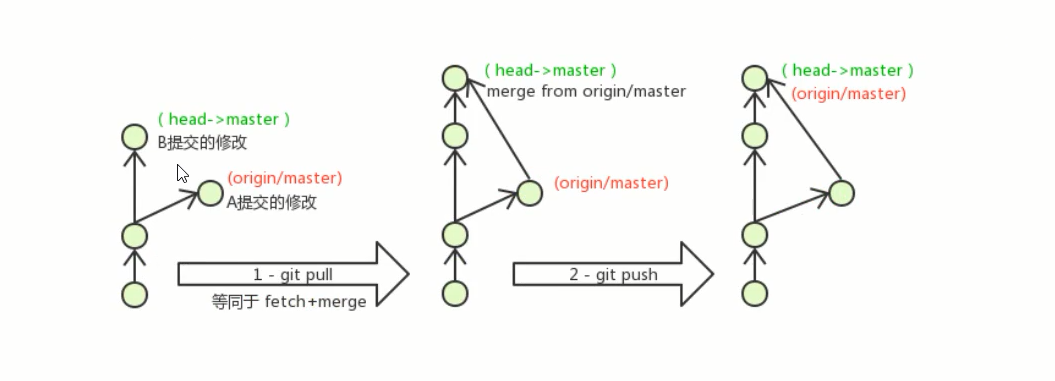 ( head->master )
B提交的修改
(origin/master)
A提交的修改
1 - git pull
等同于 fetch+merge
( head->master )
merge from origin/master
(origin/master)
2 - git push
( head->master )
(origin/master)